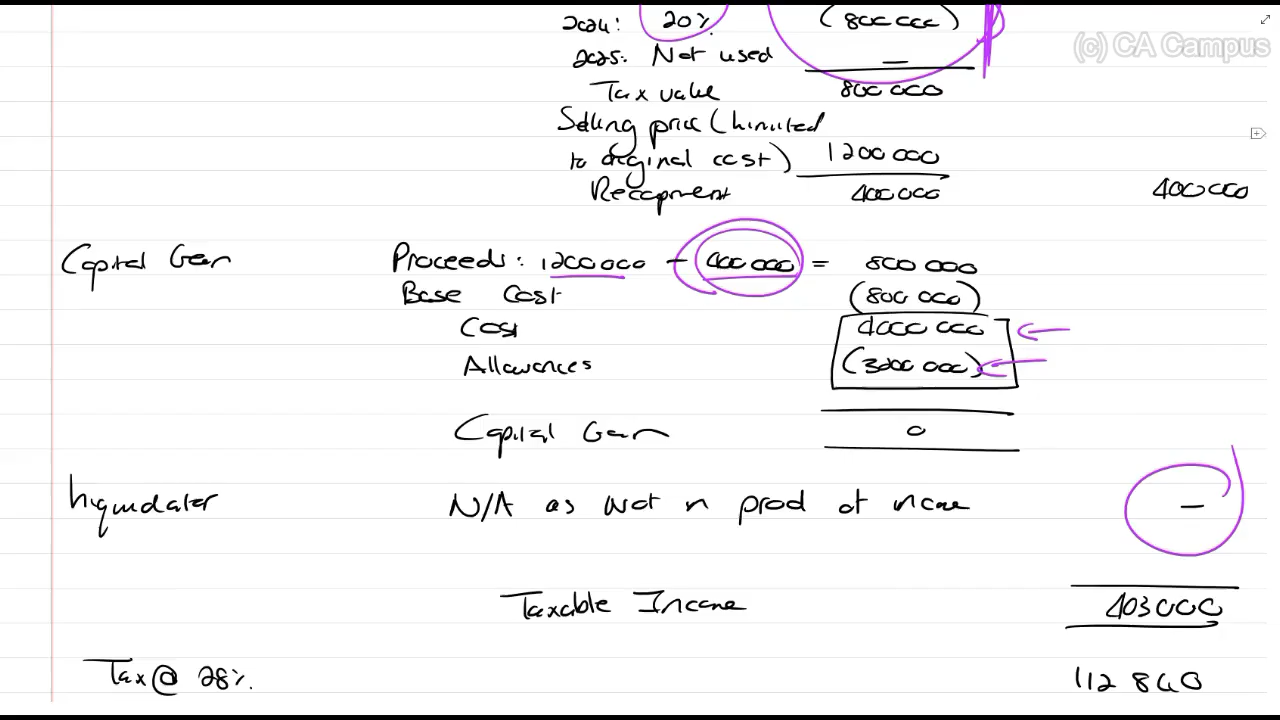 2024: 20% (800 000)
(c) CA Campus
2025: Not used —
Tax value 800 000
Selling price (limited
to original cost) 1200 000
Recoupment 400 000 400 000
Capital Gain Proceeds: 1200 000 - 400 000 = 800 000
Base Cost (800 000)
Cost 4000 000
Allowances (3200 000)
Capital Gain 0
Liquidator N/A as not in prod of income —
Taxable Income 403 000
Tax @ 28% 112 840